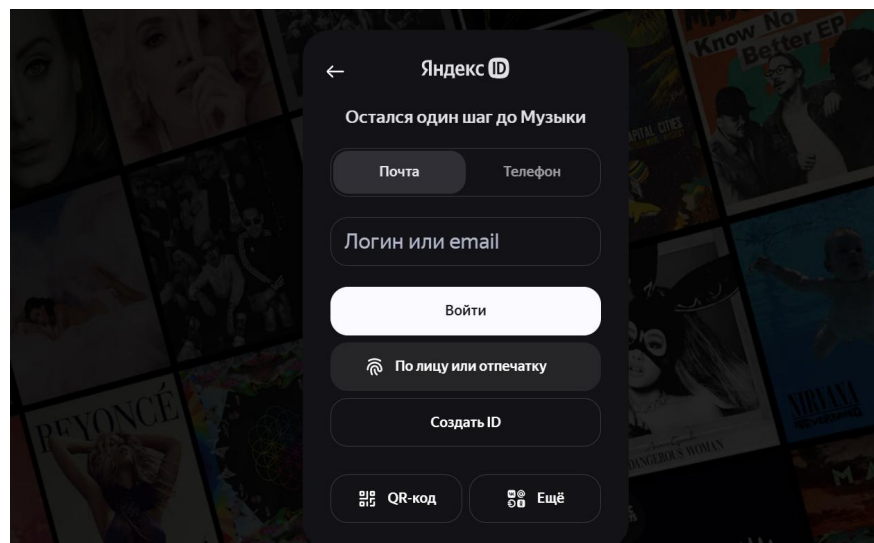 Яндекс ID
Остался один шаг до Музыки
Почта
Телефон
Логин или email
Войти
По лицу или отпечатку
Создать ID
QR-код
Ещё
Know No
Better EP
CAPITAL CITIES
BEYONCÉ
NIRVANA
DANGEROUS WOMAN